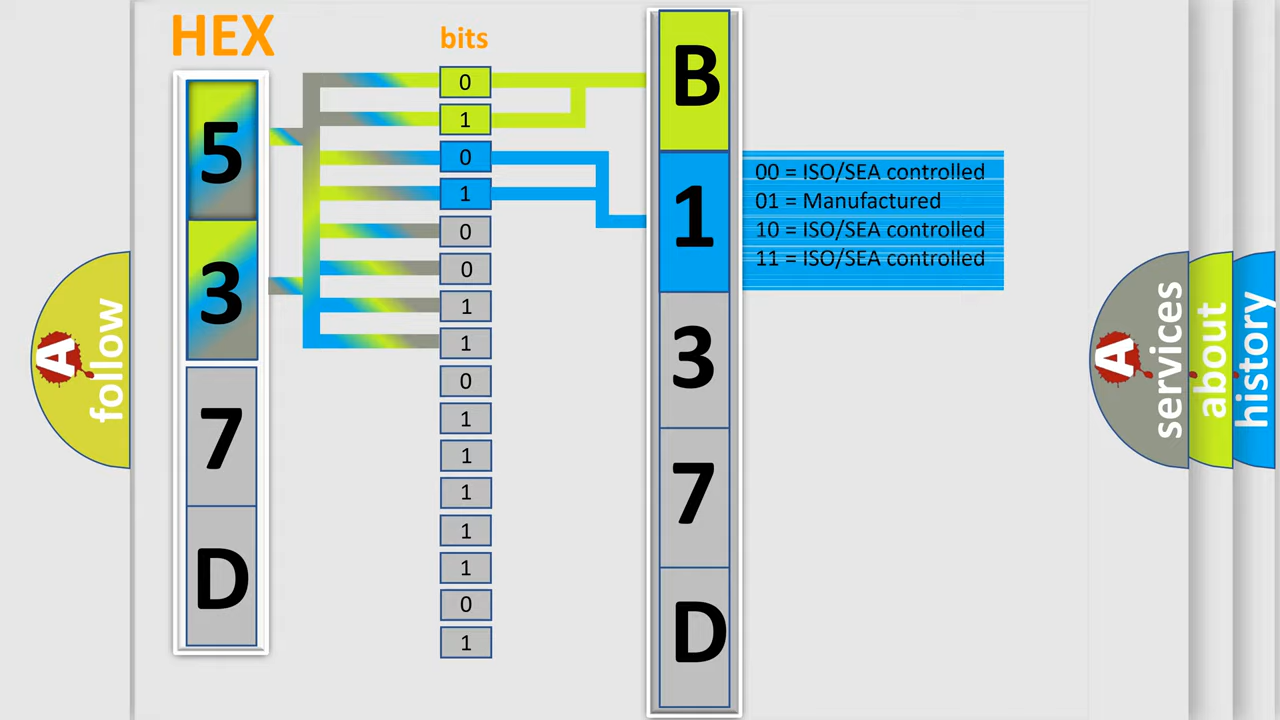 HEX
bits
5
3
7
D
0
1
0
1
0
0
1
1
0
1
1
1
1
1
0
1
B
1
3
7
D
00 = ISO/SEA controlled
01 = Manufactured
10 = ISO/SEA controlled
11 = ISO/SEA controlled
A
follow
A
services
about
history